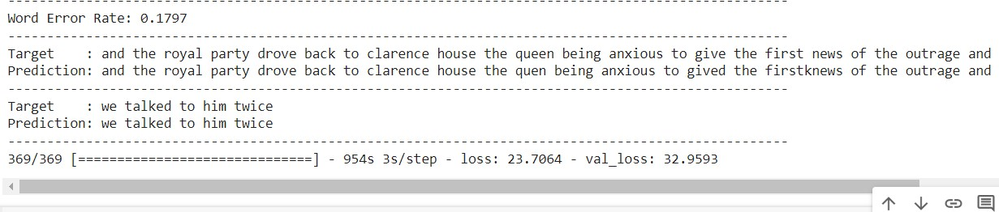 --------------------------------------------------------------------------------------------------
Word Error Rate: 0.1797
--------------------------------------------------------------------------------------------------
Target    : and the royal party drove back to clarence house the queen being anxious to give the first news of the outrage and
Prediction: and the royal party drove back to clarence house the quen being anxious to gived the firstknews of the outrage and
--------------------------------------------------------------------------------------------------
Target    : we talked to him twice
Prediction: we talked to him twice
--------------------------------------------------------------------------------------------------
369/369 [==============================] - 954s 3s/step - loss: 23.7064 - val_loss: 32.9593